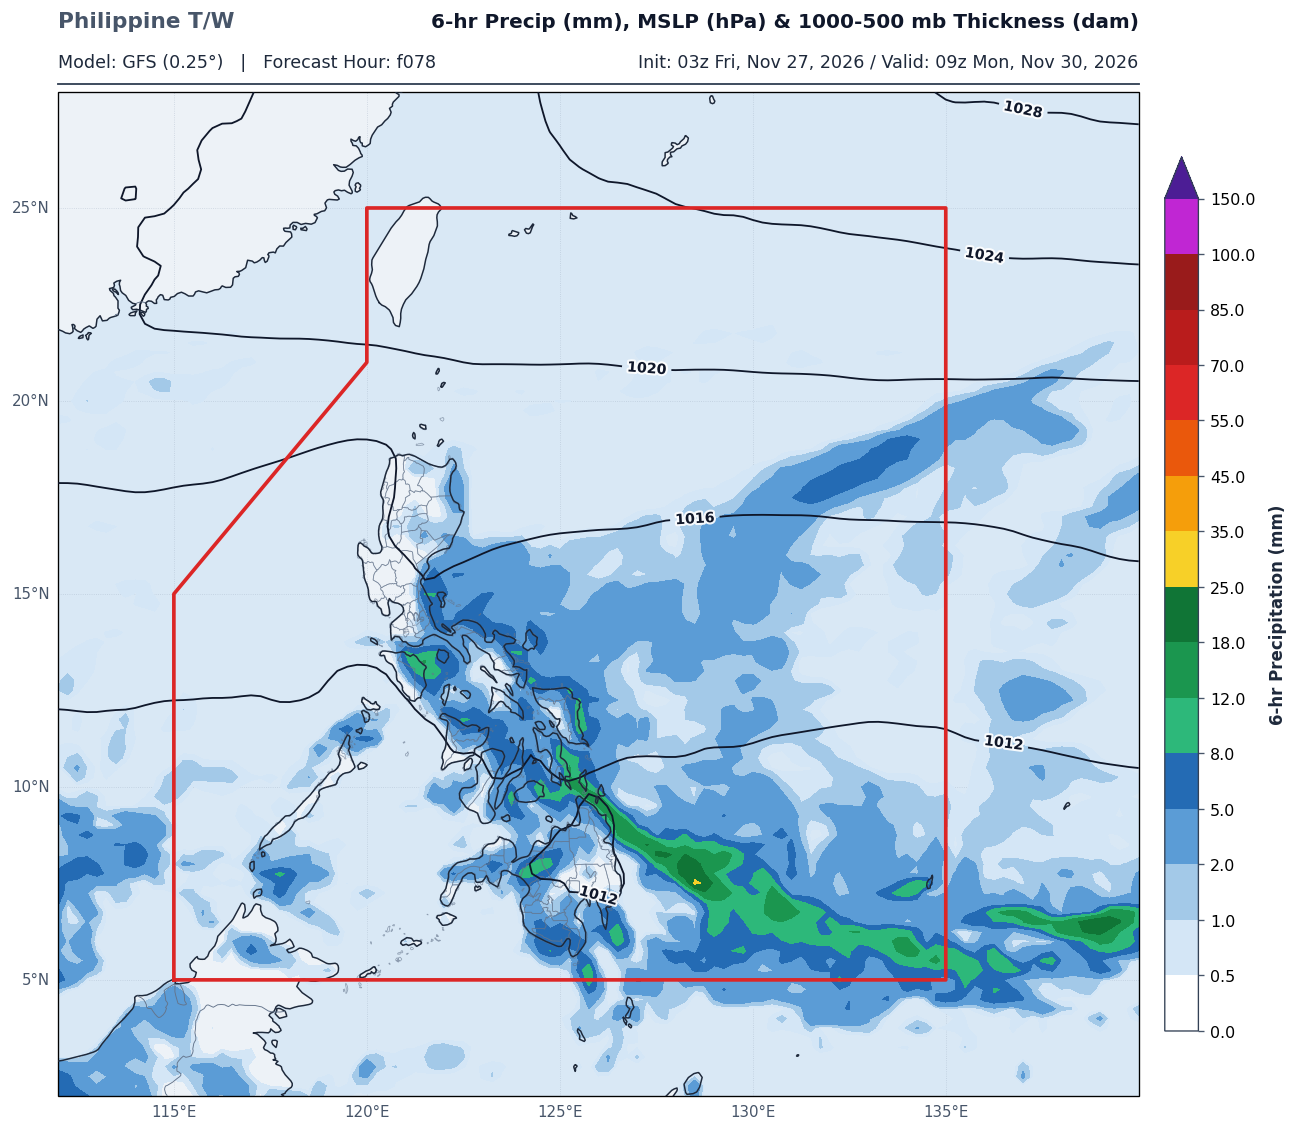 Philippine T/W
6-hr Precip (mm), MSLP (hPa) & 1000-500 mb Thickness (dam)
Model: GFS (0.25°) | Forecast Hour: f078
Init: 03z Fri, Nov 27, 2026 / Valid: 09z Mon, Nov 30, 2026
1028
1024
1020
1016
1012
1012
25°N
20°N
15°N
10°N
5°N
115°E
120°E
125°E
130°E
135°E
150.0
100.0
85.0
70.0
55.0
45.0
35.0
25.0
18.0
12.0
8.0
5.0
2.0
1.0
0.5
0.0
6-hr Precipitation (mm)